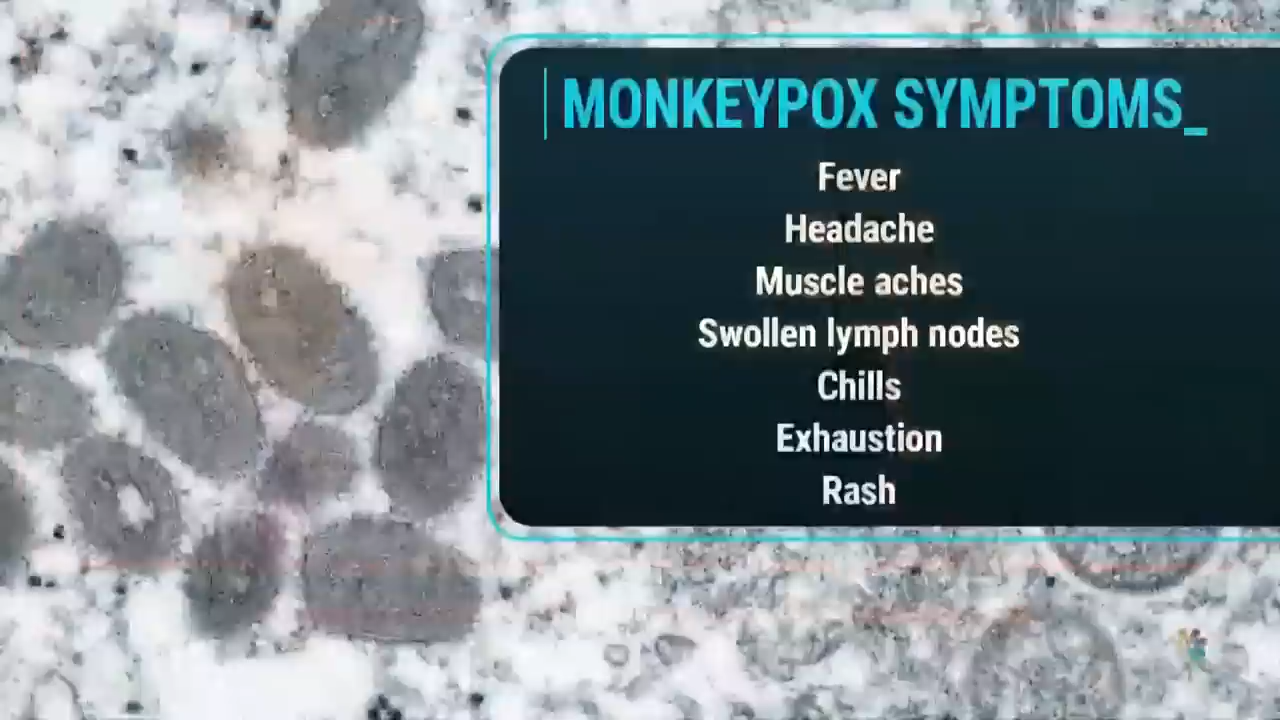 MONKEYPOX SYMPTOMS_
Fever
Headache
Muscle aches
Swollen lymph nodes
Chills
Exhaustion
Rash